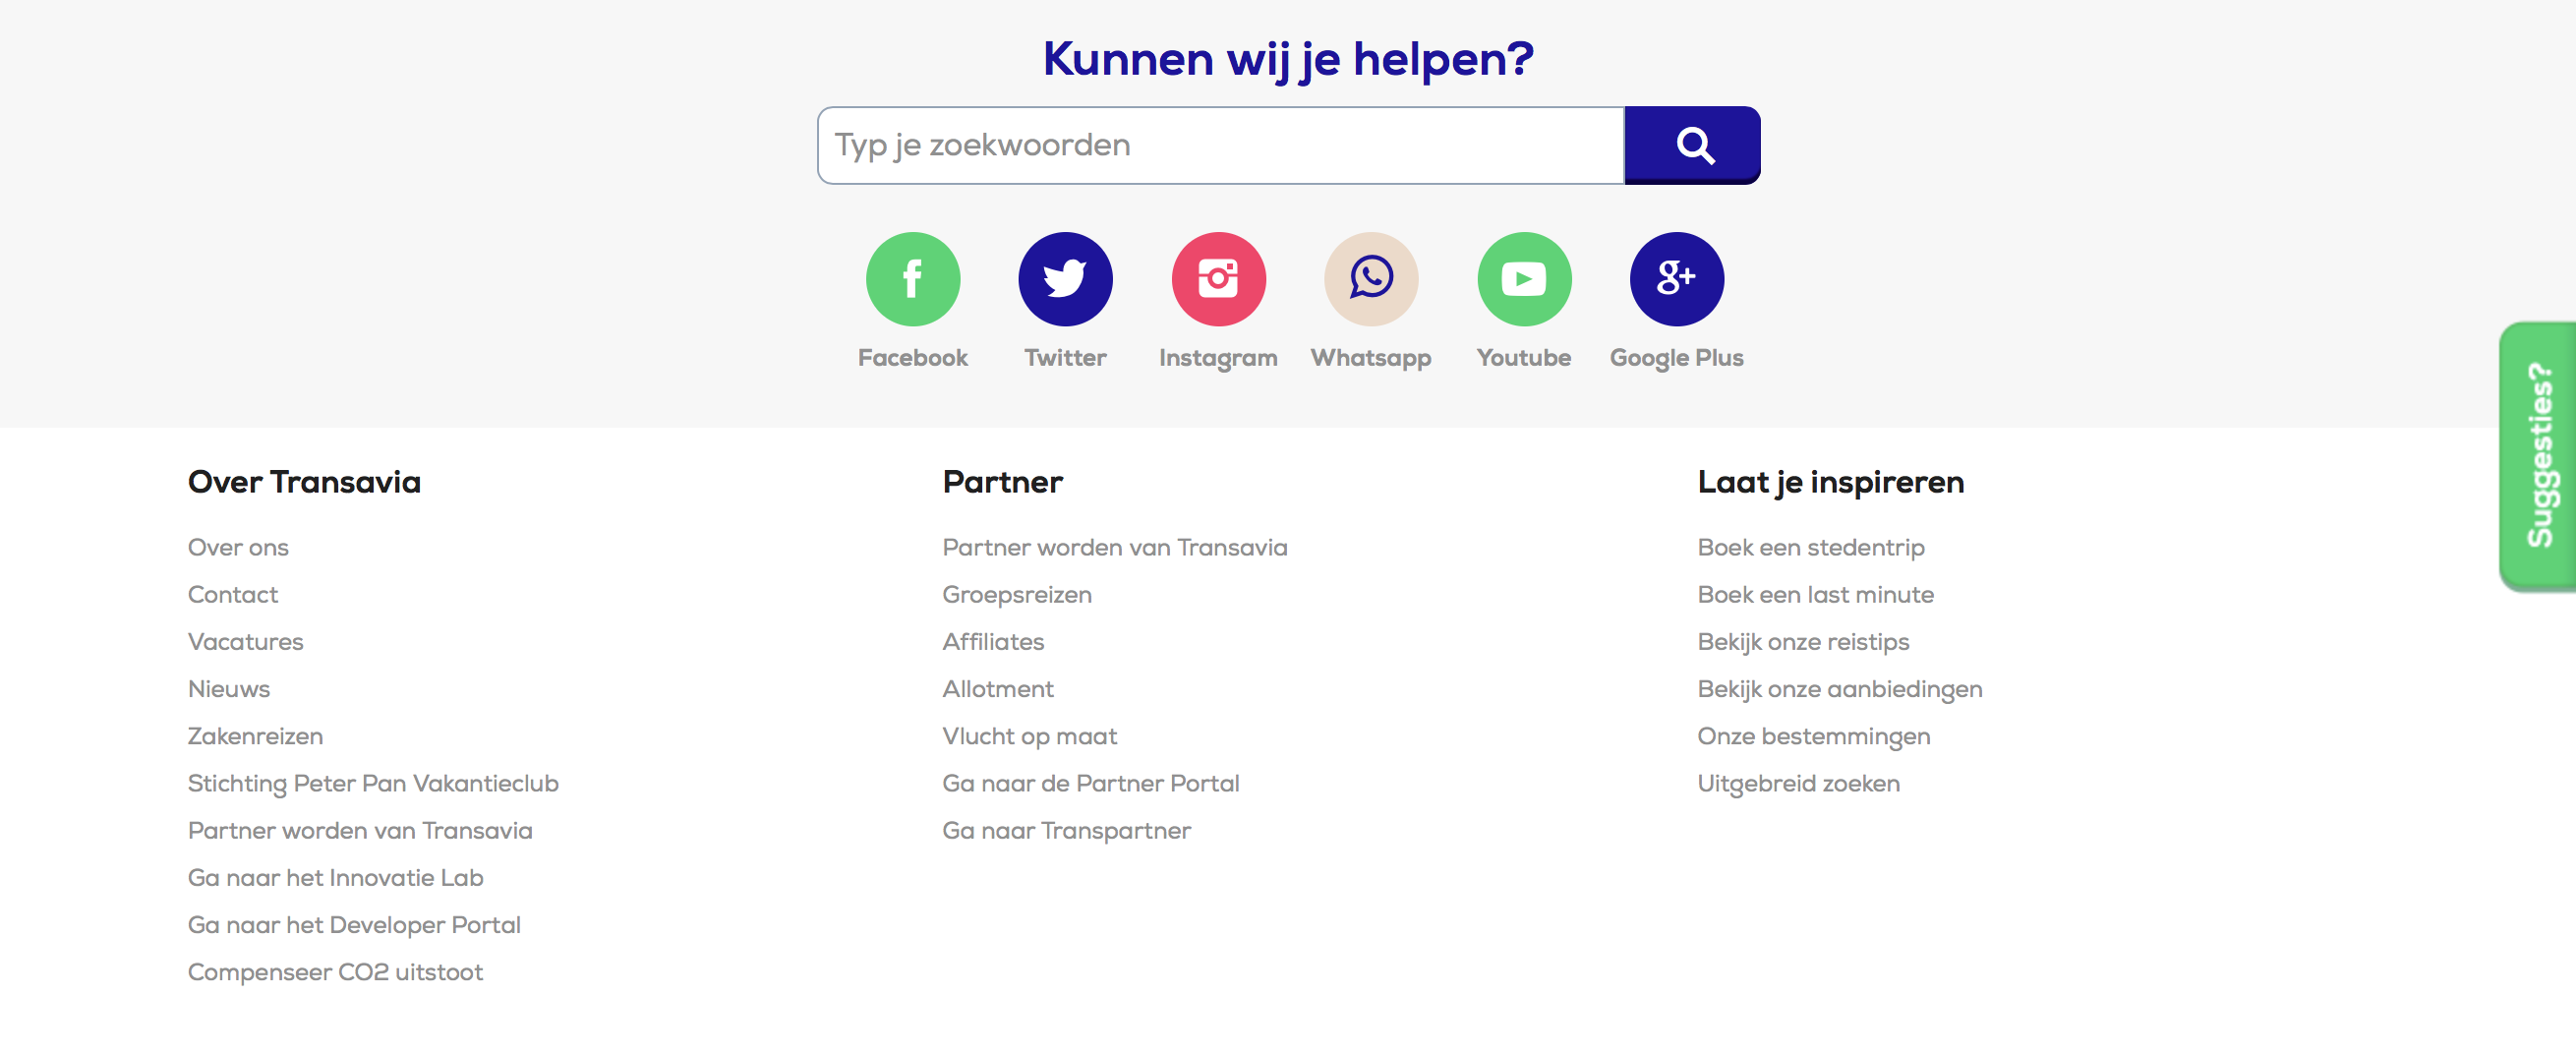 Kunnen wij je helpen?
Typ je zoekwoorden
Facebook
Twitter
Instagram
Whatsapp
Youtube
Google Plus
Suggesties?
Over Transavia
Over ons
Contact
Vacatures
Nieuws
Zakenreizen
Stichting Peter Pan Vakantieclub
Partner worden van Transavia
Ga naar het Innovatie Lab
Ga naar het Developer Portal
Compenseer CO2 uitstoot
Partner
Partner worden van Transavia
Groepsreizen
Affiliates
Allotment
Vlucht op maat
Ga naar de Partner Portal
Ga naar Transpartner
Laat je inspireren
Boek een stedentrip
Boek een last minute
Bekijk onze reistips
Bekijk onze aanbiedingen
Onze bestemmingen
Uitgebreid zoeken